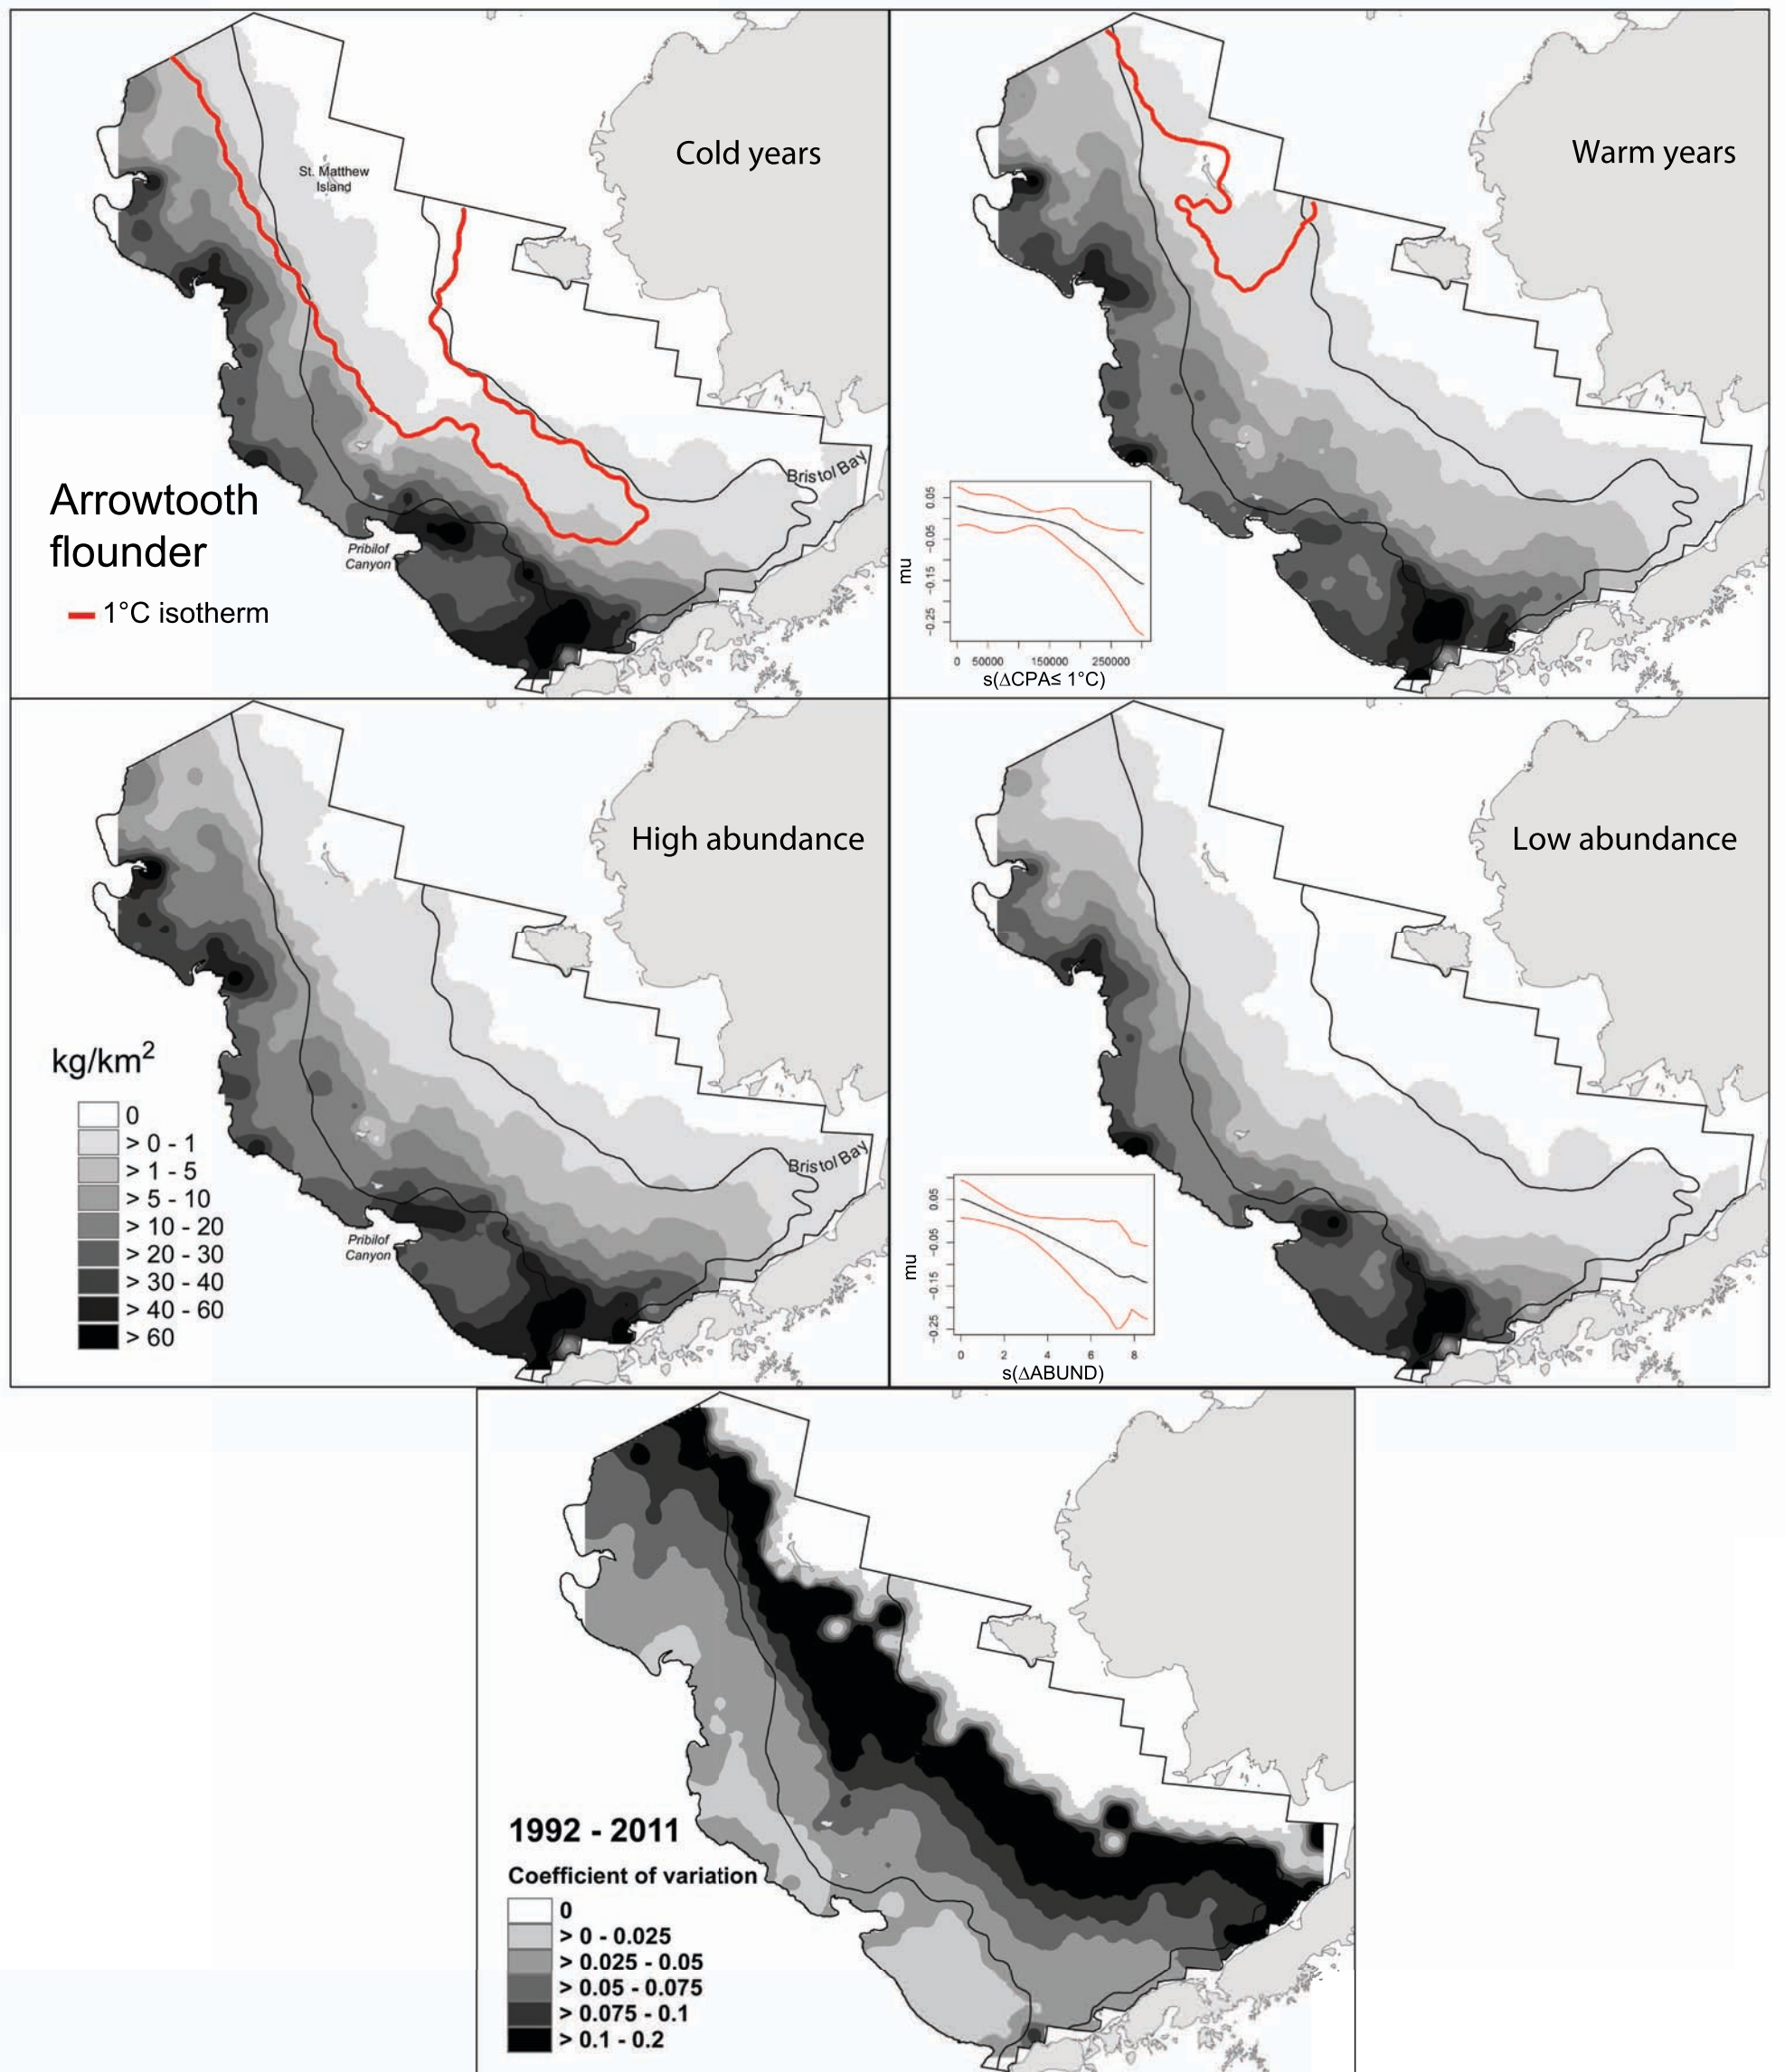 Cold years
St. Matthew
Island
Bristol Bay
Arrowtooth
flounder
Pribilof
Canyon
1°C isotherm
Warm years
mu
0.05
-0.05
-0.15
-0.25
0 50000 150000 250000
s(ΔCPA≤ 1°C)
High abundance
Bristol Bay
Pribilof
Canyon
kg/km²
0
> 0 - 1
> 1 - 5
> 5 - 10
> 10 - 20
> 20 - 30
> 30 - 40
> 40 - 60
> 60
Low abundance
mu
0.05
-0.05
-0.15
-0.25
0 2 4 6 8
s(ΔABUND)
1992 - 2011
Coefficient of variation
0
> 0 - 0.025
> 0.025 - 0.05
> 0.05 - 0.075
> 0.075 - 0.1
> 0.1 - 0.2